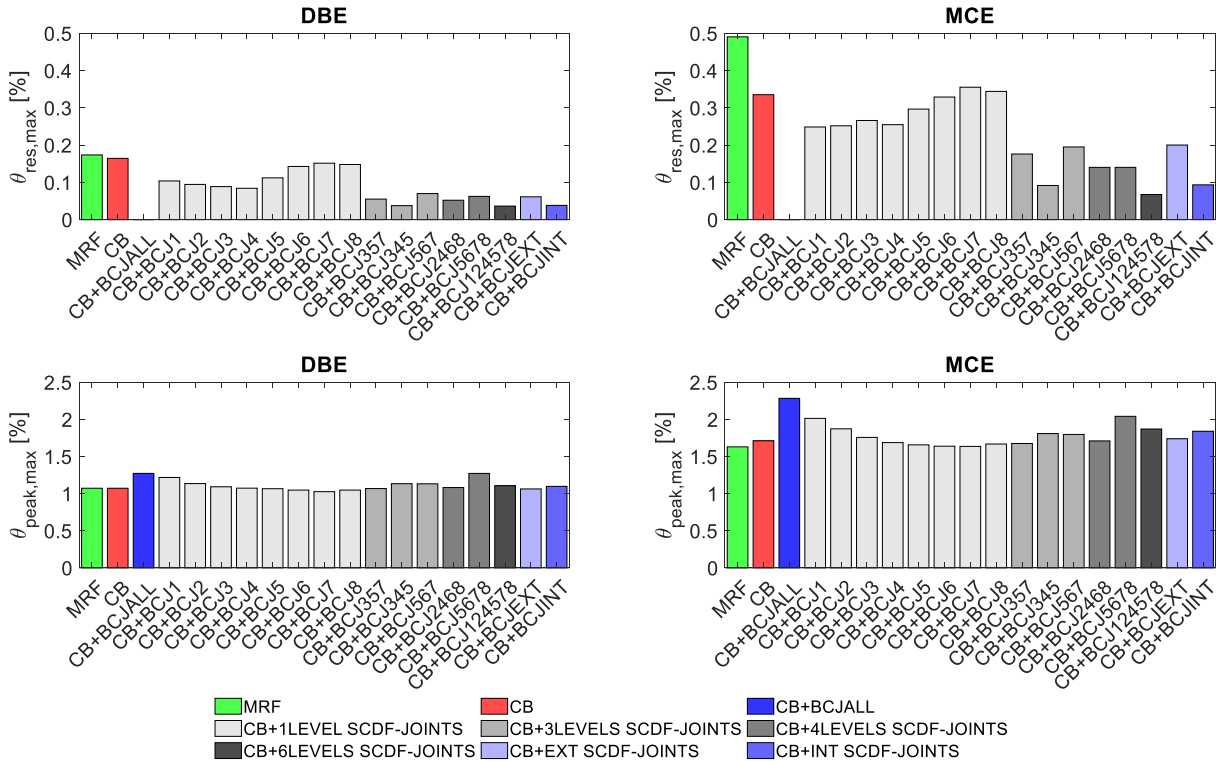 DBE
MCE
θres,max [%]
0.5
0.4
0.3
0.2
0.1
0
MRF
CB
CB+BCJALL
CB+BCJ1
CB+BCJ2
CB+BCJ3
CB+BCJ4
CB+BCJ5
CB+BCJ6
CB+BCJ7
CB+BCJ8
CB+BCJ357
CB+BCJ345
CB+BCJ567
CB+BCJ2468
CB+BCJ5678
CB+BCJ124578
CB+BCJEXT
CB+BCJINT
θres,max [%]
0.5
0.4
0.3
0.2
0.1
0
MRF
CB
CB+BCJALL
CB+BCJ1
CB+BCJ2
CB+BCJ3
CB+BCJ4
CB+BCJ5
CB+BCJ6
CB+BCJ7
CB+BCJ8
CB+BCJ357
CB+BCJ345
CB+BCJ567
CB+BCJ2468
CB+BCJ5678
CB+BCJ124578
CB+BCJEXT
CB+BCJINT
DBE
MCE
θpeak,max [%]
2.5
2
1.5
1
0.5
0
MRF
CB
CB+BCJALL
CB+BCJ1
CB+BCJ2
CB+BCJ3
CB+BCJ4
CB+BCJ5
CB+BCJ6
CB+BCJ7
CB+BCJ8
CB+BCJ357
CB+BCJ345
CB+BCJ567
CB+BCJ2468
CB+BCJ5678
CB+BCJ124578
CB+BCJEXT
CB+BCJINT
θpeak,max [%]
2.5
2
1.5
1
0.5
0
MRF
CB
CB+BCJALL
CB+BCJ1
CB+BCJ2
CB+BCJ3
CB+BCJ4
CB+BCJ5
CB+BCJ6
CB+BCJ7
CB+BCJ8
CB+BCJ357
CB+BCJ345
CB+BCJ567
CB+BCJ2468
CB+BCJ5678
CB+BCJ124578
CB+BCJEXT
CB+BCJINT
MRF
CB
CB+BCJALL
CB+1LEVEL SCDF-JOINTS
CB+3LEVELS SCDF-JOINTS
CB+4LEVELS SCDF-JOINTS
CB+6LEVELS SCDF-JOINTS
CB+EXT SCDF-JOINTS
CB+INT SCDF-JOINTS